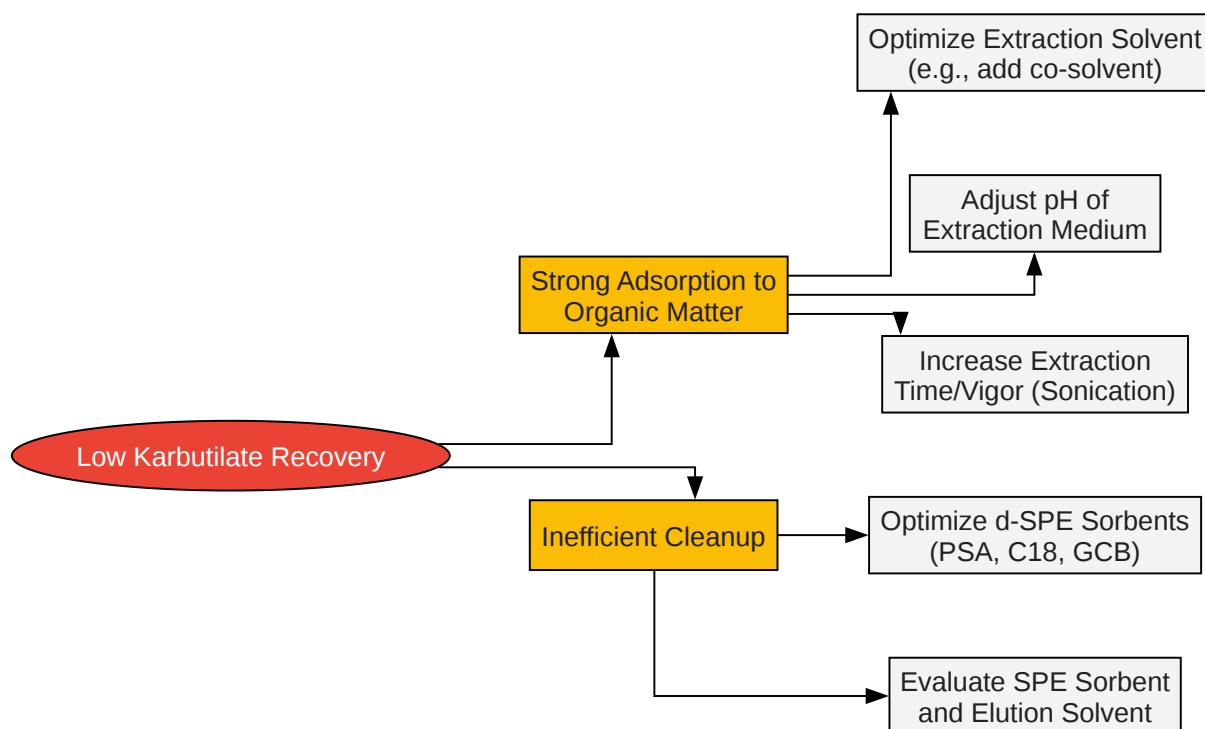 Optimize Extraction Solvent
(e.g., add co-solvent)
Adjust pH of
Extraction Medium
Strong Adsorption to
Organic Matter
Increase Extraction
Time/Vigor (Sonication)
Low Karbutilate Recovery
Inefficient Cleanup
Optimize d-SPE Sorbents
(PSA, C18, GCB)
Evaluate SPE Sorbent
and Elution Solvent